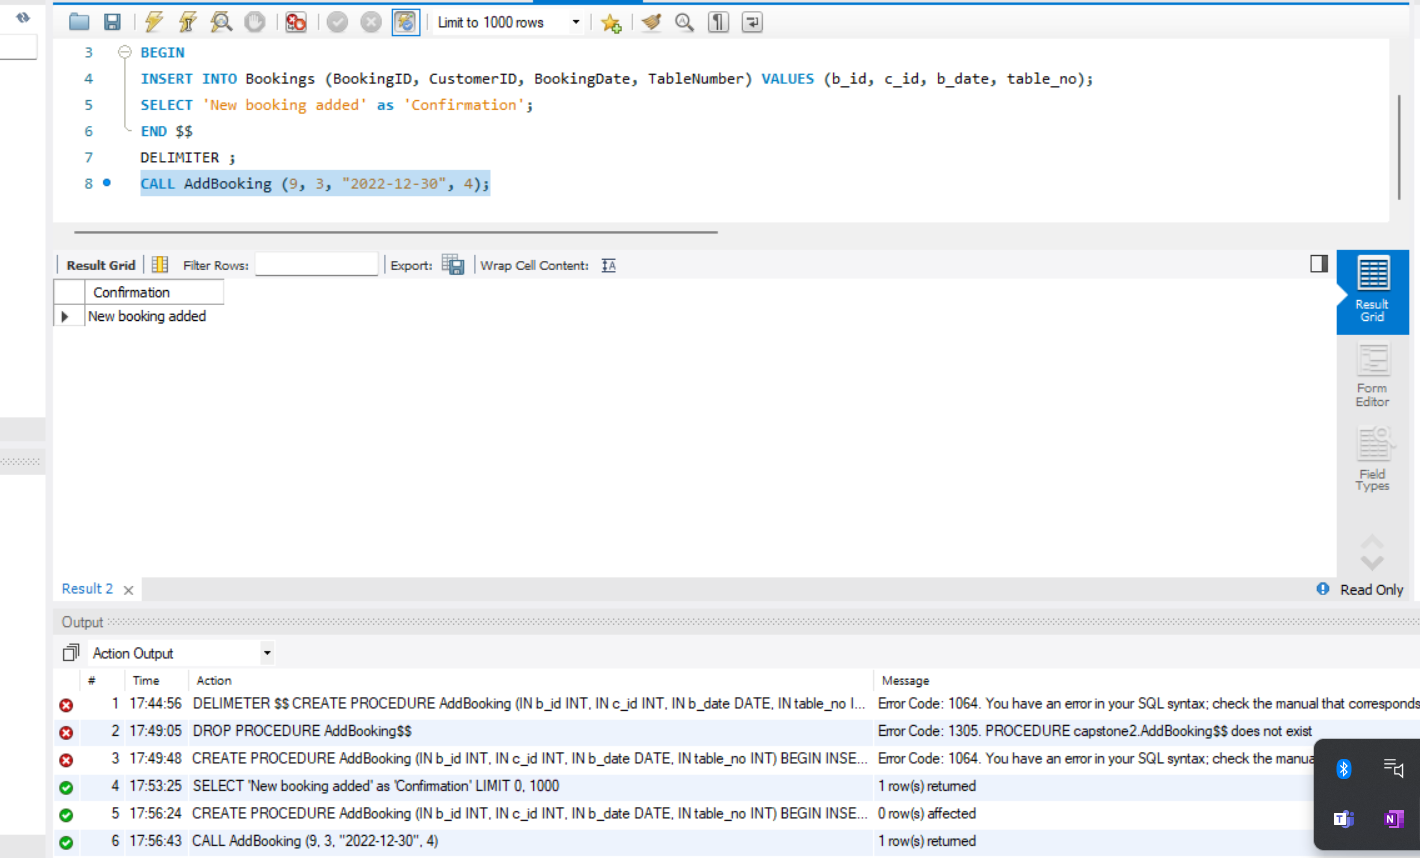 Limit to 1000 rows
3 BEGIN
4 INSERT INTO Bookings (BookingID, CustomerID, BookingDate, TableNumber) VALUES (b_id, c_id, b_date, table_no);
5 SELECT 'New booking added' as 'Confirmation';
6 END $$
7 DELIMITER ;
8 CALL AddBooking (9, 3, "2022-12-30", 4);
Result Grid Filter Rows: Export: Wrap Cell Content:
Confirmation
New booking added
Result
Grid
Form
Editor
Field
Types
Result 2
Read Only
Output
Action Output
# Time Action Message
1 17:44:56 DELIMETER $$ CREATE PROCEDURE AddBooking (IN b_id INT, IN c_id INT, IN b_date DATE, IN table_no I... Error Code: 1064. You have an error in your SQL syntax; check the manual that corresponds
2 17:49:05 DROP PROCEDURE AddBooking$$ Error Code: 1305. PROCEDURE capstone2.AddBooking$$ does not exist
3 17:49:48 CREATE PROCEDURE AddBooking (IN b_id INT, IN c_id INT, IN b_date DATE, IN table_no INT) BEGIN INSE... Error Code: 1064. You have an error in your SQL syntax; check the manua
4 17:53:25 SELECT 'New booking added' as 'Confirmation' LIMIT 0, 1000 1 row(s) returned
5 17:56:24 CREATE PROCEDURE AddBooking (IN b_id INT, IN c_id INT, IN b_date DATE, IN table_no INT) BEGIN INSE... 0 row(s) affected
6 17:56:43 CALL AddBooking (9, 3, "2022-12-30", 4) 1 row(s) returned